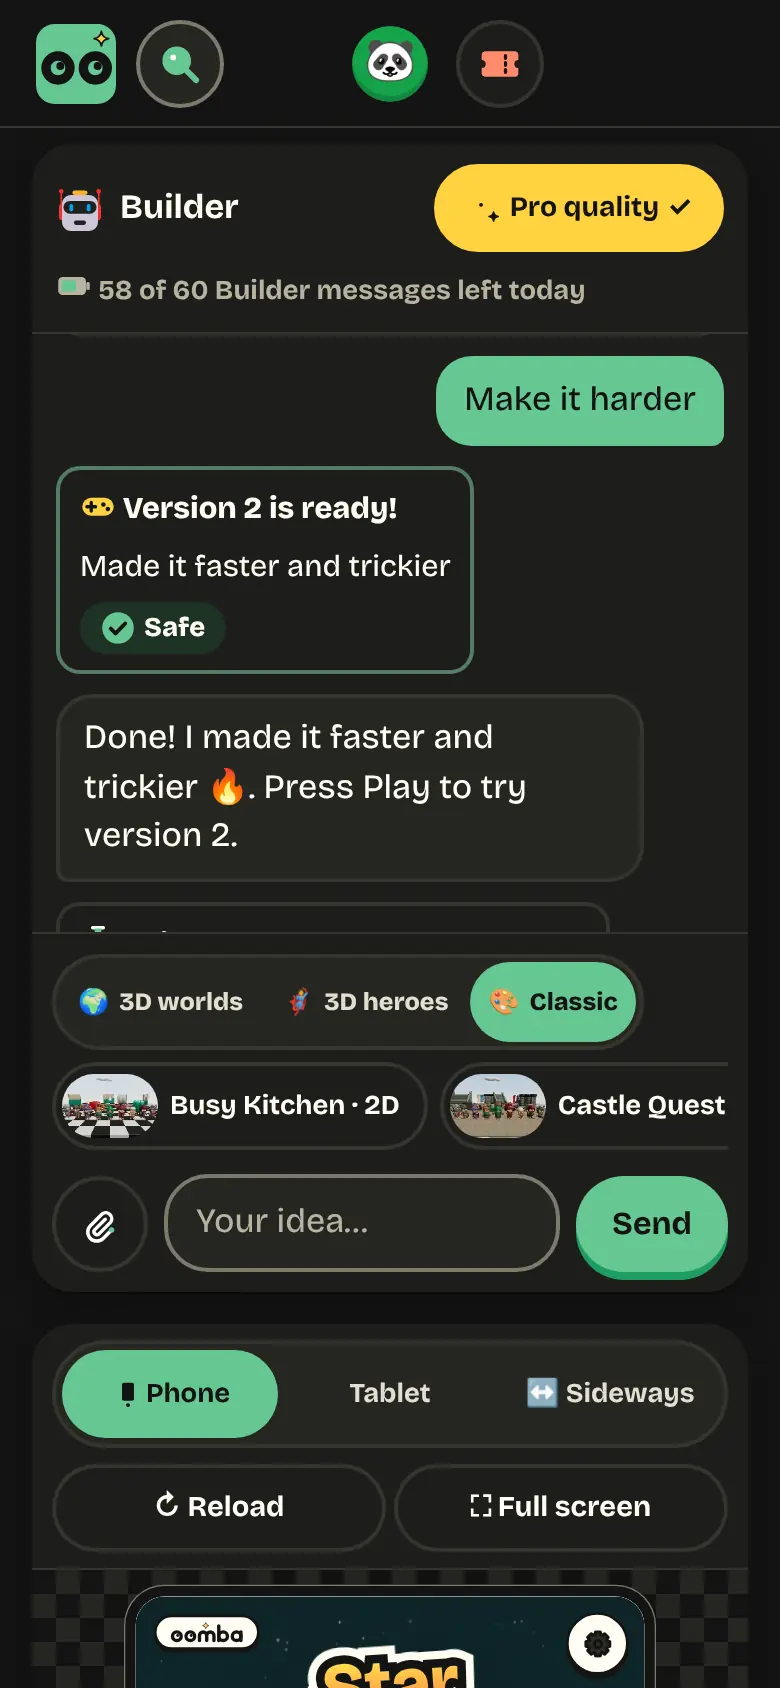 Builder
Pro quality ✓
58 of 60 Builder messages left today
Make it harder
Version 2 is ready!
Made it faster and trickier
Safe
Done! I made it faster and
trickier 🔥. Press Play to try
version 2.
3D worlds
3D heroes
Classic
Busy Kitchen · 2D
Castle Quest
Your idea...
Send
Phone
Tablet
Sideways
Reload
Full screen
oomba
Star